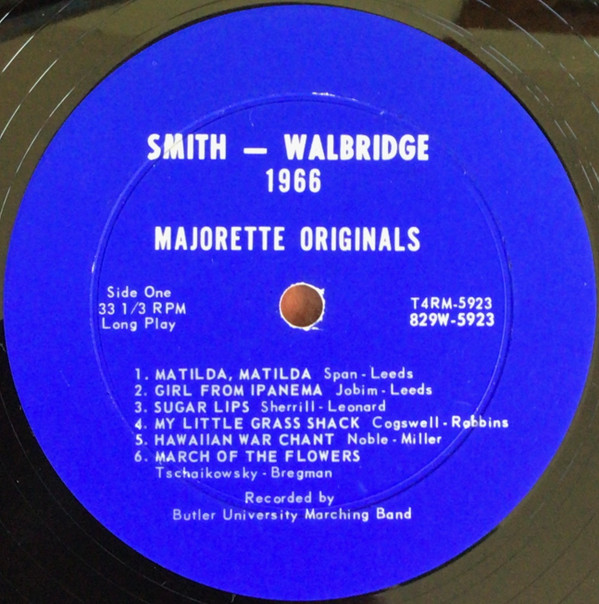 SMITH — WALBRIDGE
1966
MAJORETTE ORIGINALS
Side One
33 1/3 RPM
Long Play
T4RM-5923
829W-5923
1. MATILDA, MATILDA Span - Leeds
2. GIRL FROM IPANEMA Jobim - Leeds
3. SUGAR LIPS Sherrill - Leonard
4. MY LITTLE GRASS SHACK Cogswell - Robbins
5. HAWAIIAN WAR CHANT Noble - Miller
6. MARCH OF THE FLOWERS
Tschaikowsky - Bregman
Recorded by
Butler University Marching Band